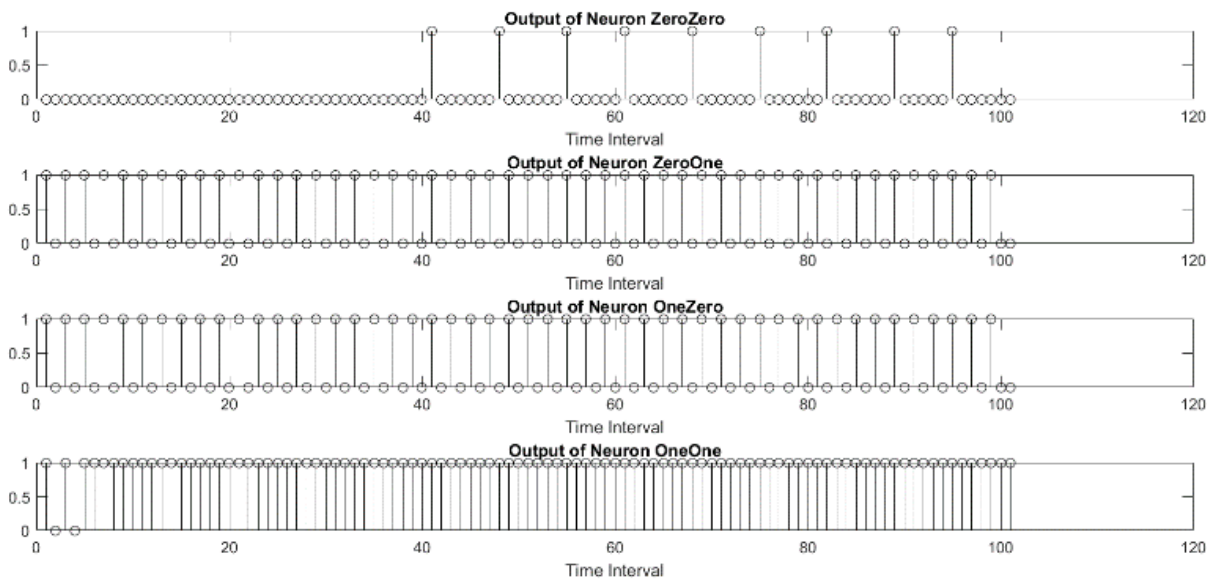 Output of Neuron ZeroZero
1
0.5
0
0 20 40 60 80 100 120
Time Interval
Output of Neuron ZeroOne
1
0.5
0
0 20 40 60 80 100 120
Time Interval
Output of Neuron OneZero
1
0.5
0
0 20 40 60 80 100 120
Time Interval
Output of Neuron OneOne
1
0.5
0
0 20 40 60 80 100 120
Time Interval